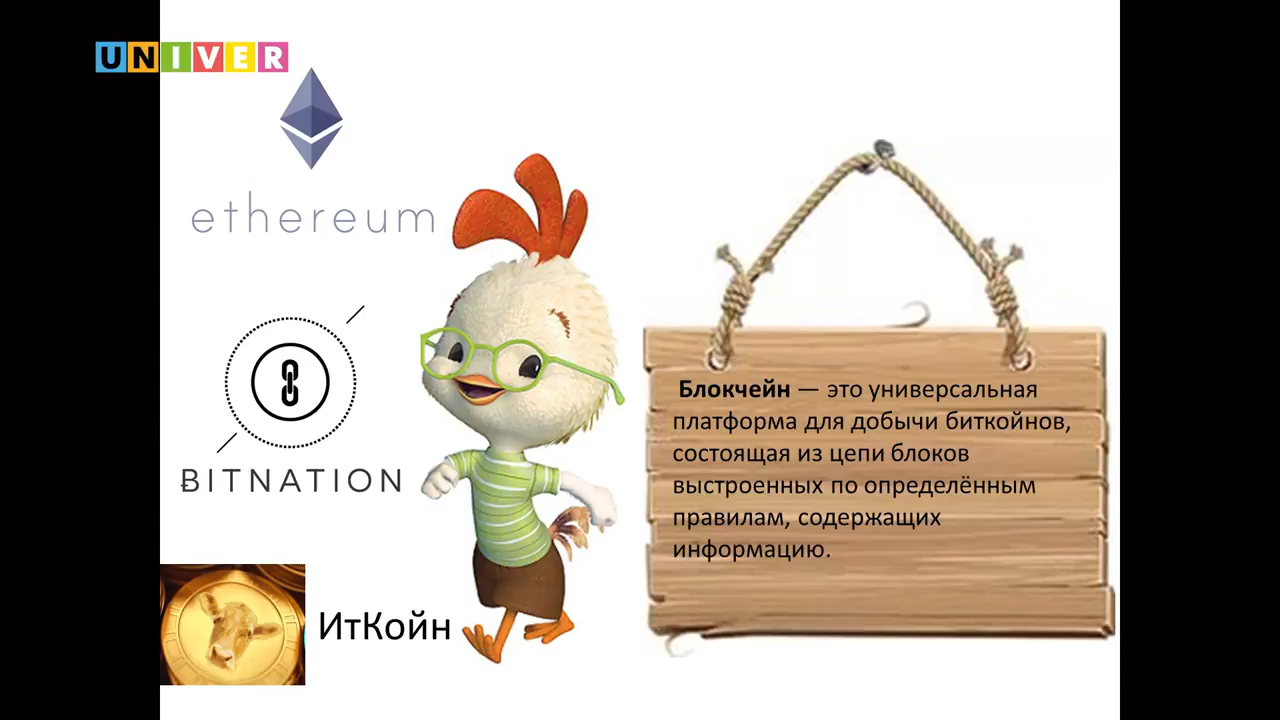 UNIVER
ethereum
BITNATION
ИтКойн
Блокчейн — это универсальная
платформа для добычи биткойнов,
состоящая из цепи блоков
выстроенных по определённым
правилам, содержащих
информацию.